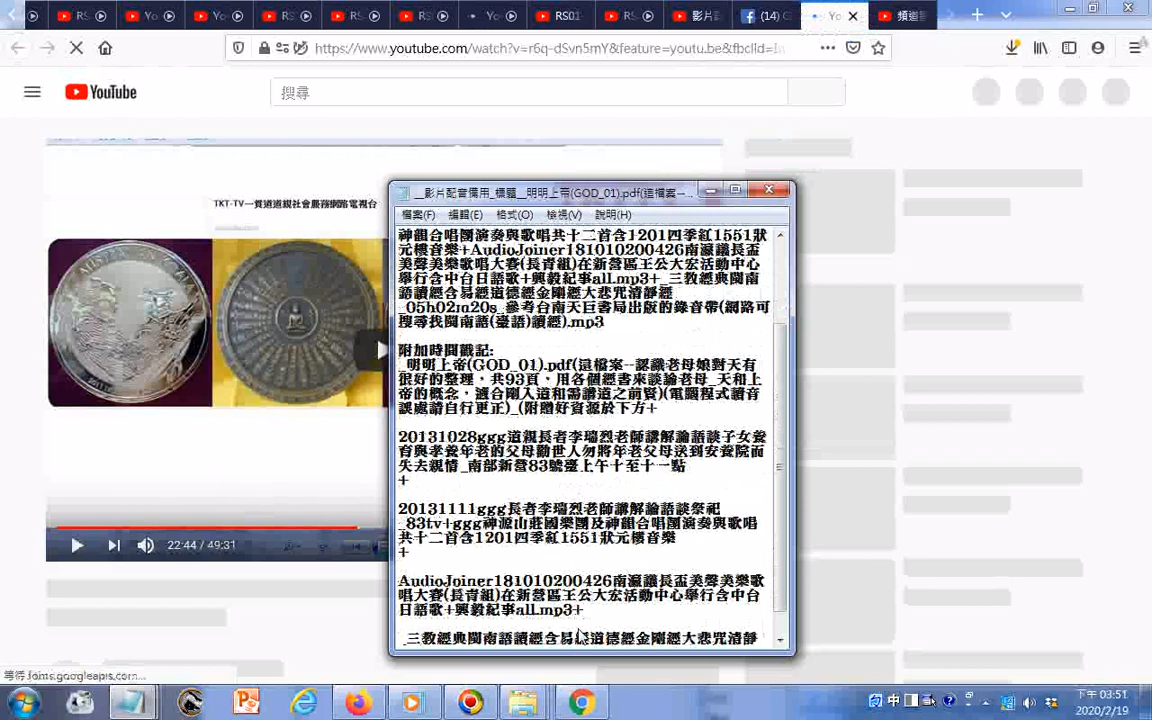 RS
Yo
Yo
RS
RS
RS
Yo
RS01
RS
影片
(14)
Yo
頻道
https://www.youtube.com/watch?v=r6q-dSvn5mY&feature=youtu.be&fbclid=
YouTube
搜尋
TKT-TV一貫道道親社會服務網路電視台
22:44 / 49:31
__影片配音備用_標題__明明上帝(GOD_01).pdf(這檔案--...
檔案(F) 編輯(E) 格式(O) 檢視(V) 說明(H)
神韻合唱團演奏與歌唱共十二首含1201四季紅1551狀
元樓音樂+AudioJoiner181010200426南瀛議長盃
美聲美樂歌唱大賽(長青組)在新營區王公大宏活動中心
舉行含中台日語歌+興毅紀事all.mp3+_三教經典閩南
語讀經含易經道德經金剛經大悲咒清靜經
_05h02m20s_參考台南天巨書局出版的錄音帶(網路可
搜尋找閩南語(臺語)讀經).mp3
附加時間戳記:
_明明上帝(GOD_01).pdf(這檔案--認識老母娘對天有
很好的整理，共93頁，用各個經書來談論老母_天和上
帝的概念，適合剛入道和需講道之前賢)(電腦程式讀音
誤處請自行更正)_(附贈好資源於下方+
20131028ggg道親長者李瑞烈老師講解論語談子女養
育與孝養年老的父母勸世人勿將年老父母送到安養院而
失去親情_南部新營83號臺上午十至十一點
+
20131111ggg長者李瑞烈老師講解論語談祭祀
_83tv+ggg神源山莊國樂團及神韻合唱團演奏與歌唱
共十二首含1201四季紅1551狀元樓音樂
+
AudioJoiner181010200426南瀛議長盃美聲美樂歌
唱大賽(長青組)在新營區王公大宏活動中心舉行含中台
日語歌+興毅紀事all.mp3+
_三教經典閩南語讀經含易經道德經金剛經大悲咒清靜
等待 fonts.googleapis.com...
中
下午 03:51
2020/2/19